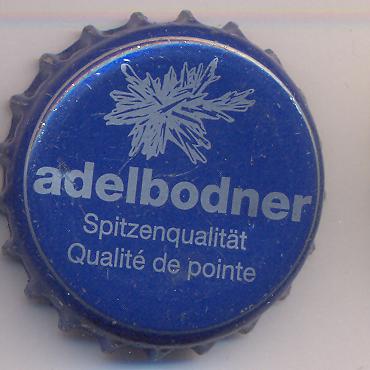 adelbodner
Spitzenqualität
Qualité de pointe